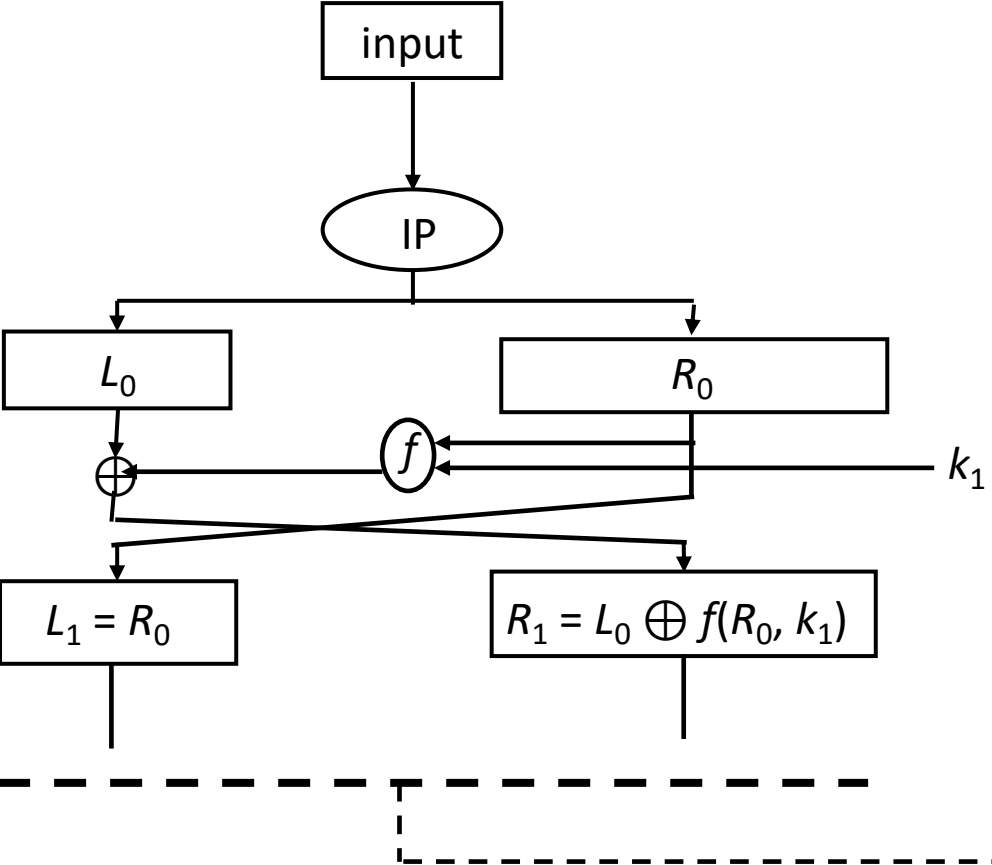 input
IP
L₀
R₀
f
k₁
L₁ = R₀
R₁ = L₀ ⊕ f(R₀, k₁)